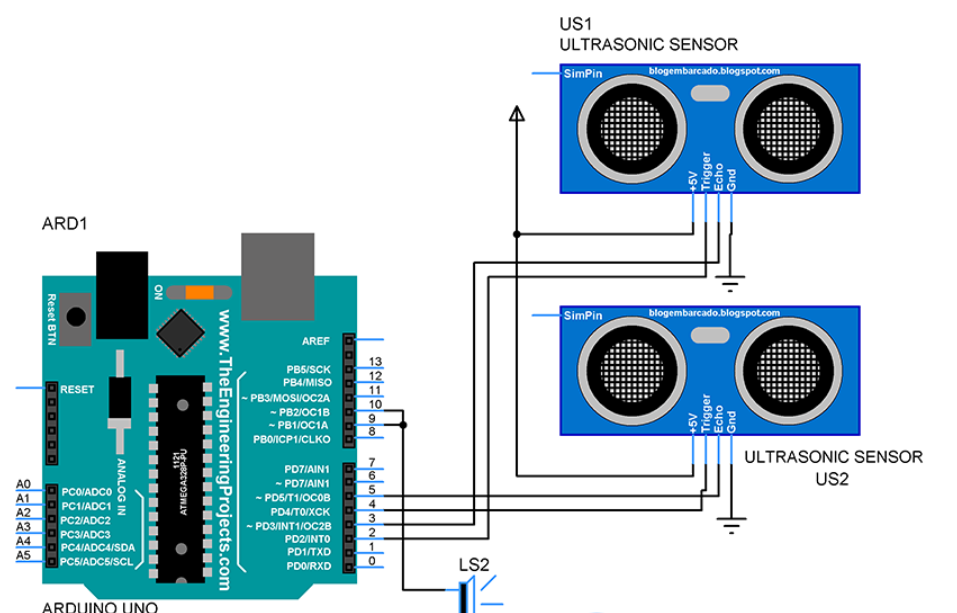 US1
ULTRASONIC SENSOR
SimPin
blogembarcado.blogspot.com
+5V
Trigger
Echo
Gnd
ARD1
Reset BTN
ON
www.TheEngineeringProjects.com
AREF
PB5/SCK 13
PB4/MISO 12
~ PB3/MOSI/OC2A 11
~ PB2/OC1B 10
~ PB1/OC1A 9
PB0/ICP1/CLKO 8
RESET
1121
ATMEGA328P-PU
ANALOG IN
PD7/AIN1 7
~ PD7/AIN1 6
~ PD5/T1/OC0B 5
PD4/T0/XCK 4
~ PD3/INT1/OC2B 3
PD2/INT0 2
PD1/TXD 1
PD0/RXD 0
A0 PC0/ADC0
A1 PC1/ADC1
A2 PC2/ADC2
A3 PC3/ADC3
A4 PC4/ADC4/SDA
A5 PC5/ADC5/SCL
ARDUINO UNO
SimPin
blogembarcado.blogspot.com
+5V
Trigger
Echo
Gnd
ULTRASONIC SENSOR
US2
LS2